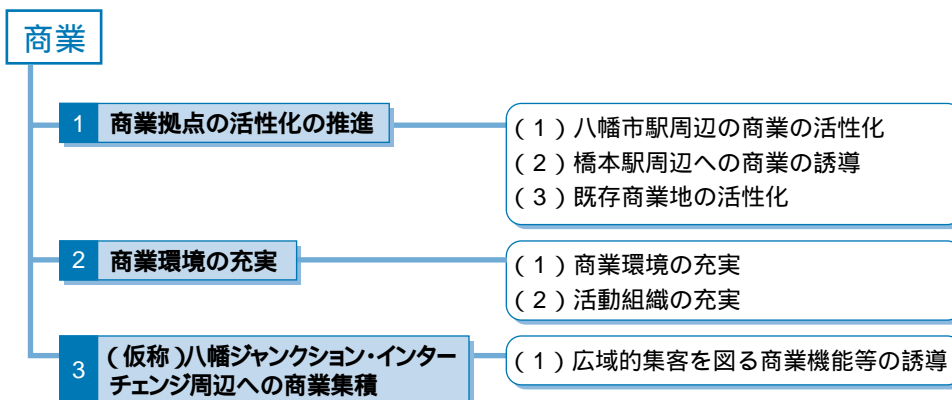 商業
1 商業拠点の活性化の推進
(1)八幡市駅周辺の商業の活性化
(2)橋本駅周辺への商業の誘導
(3)既存商業地の活性化
2 商業環境の充実
(1)商業環境の充実
(2)活動組織の充実
3 (仮称)八幡ジャンクション・インター
チェンジ周辺への商業集積
(1)広域的集客を図る商業機能等の誘導